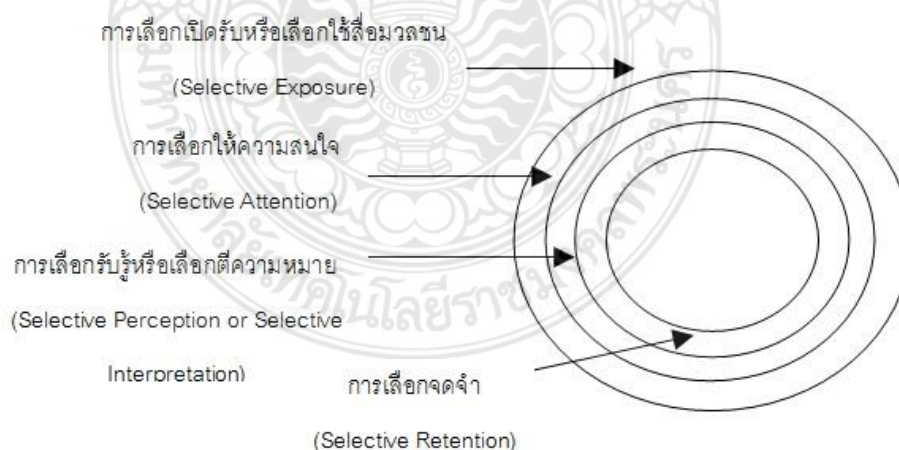 การเลือกเปิดรับหรือเลือกใช้สื่อมวลชน
(Selective Exposure)
การเลือกให้ความสนใจ
(Selective Attention)
การเลือกรับรู้หรือเลือกตีความหมาย
(Selective Perception or Selective
Interpretation)
การเลือกจดจำ
(Selective Retention)